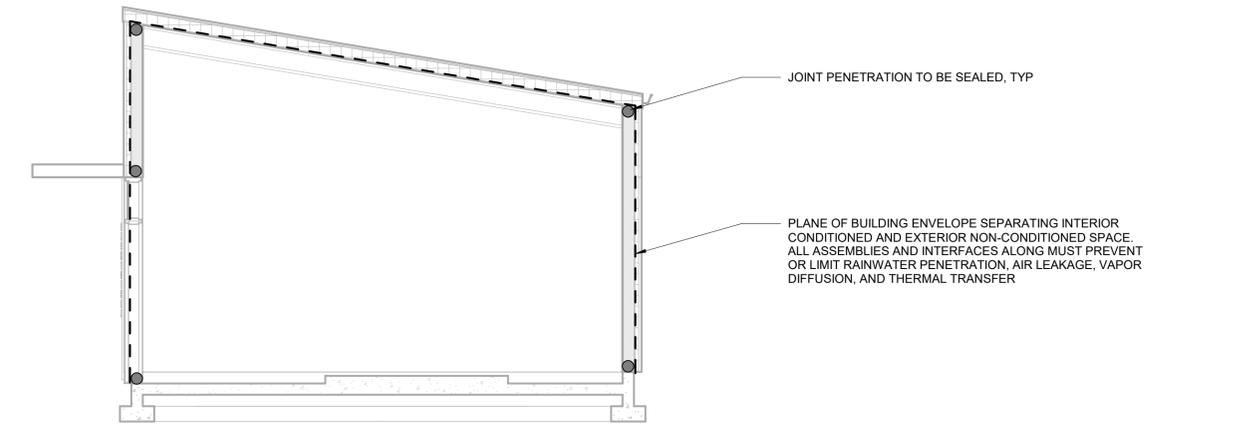 JOINT PENETRATION TO BE SEALED, TYP
PLANE OF BUILDING ENVELOPE SEPARATING INTERIOR
CONDITIONED AND EXTERIOR NON-CONDITIONED SPACE.
ALL ASSEMBLIES AND INTERFACES ALONG MUST PREVENT
OR LIMIT RAINWATER PENETRATION, AIR LEAKAGE, VAPOR
DIFFUSION, AND THERMAL TRANSFER